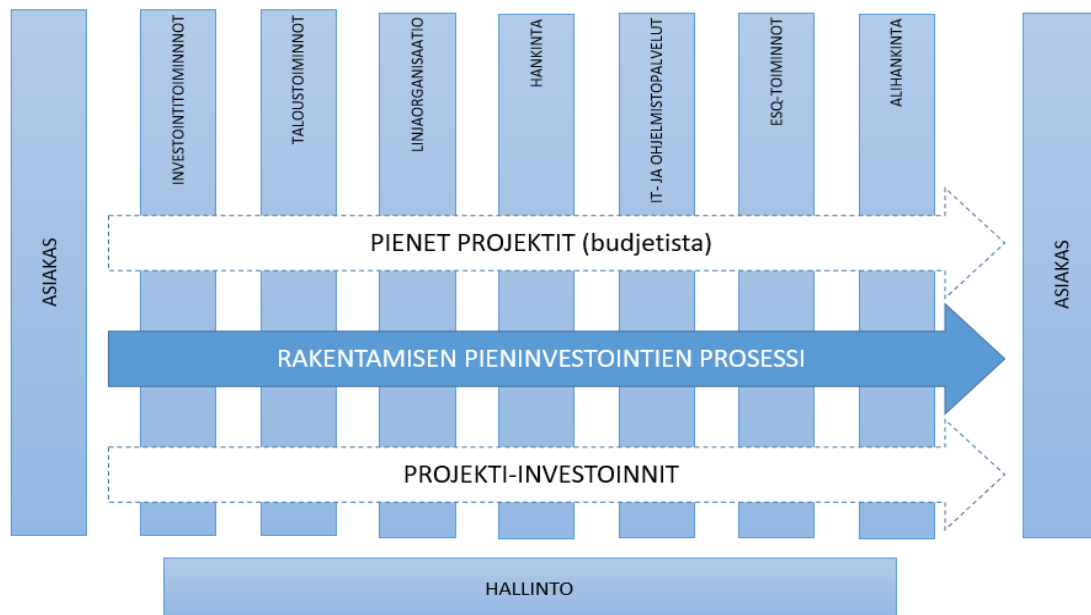 ASIAKAS
INVESTOINTITOIMINNNOT
TALOUSTOIMINNOT
LINJAORGANISAATIO
HANKINTA
IT- JA OHJELMISTOPALVELUT
ESQ-TOIMINNOT
ALIHANKINTA
ASIAKAS
PIENET PROJEKTIT (budjetista)
RAKENTAMISEN PIENINVESTOINTIEN PROSESSI
PROJEKTI-INVESTOINNIT
HALLINTO